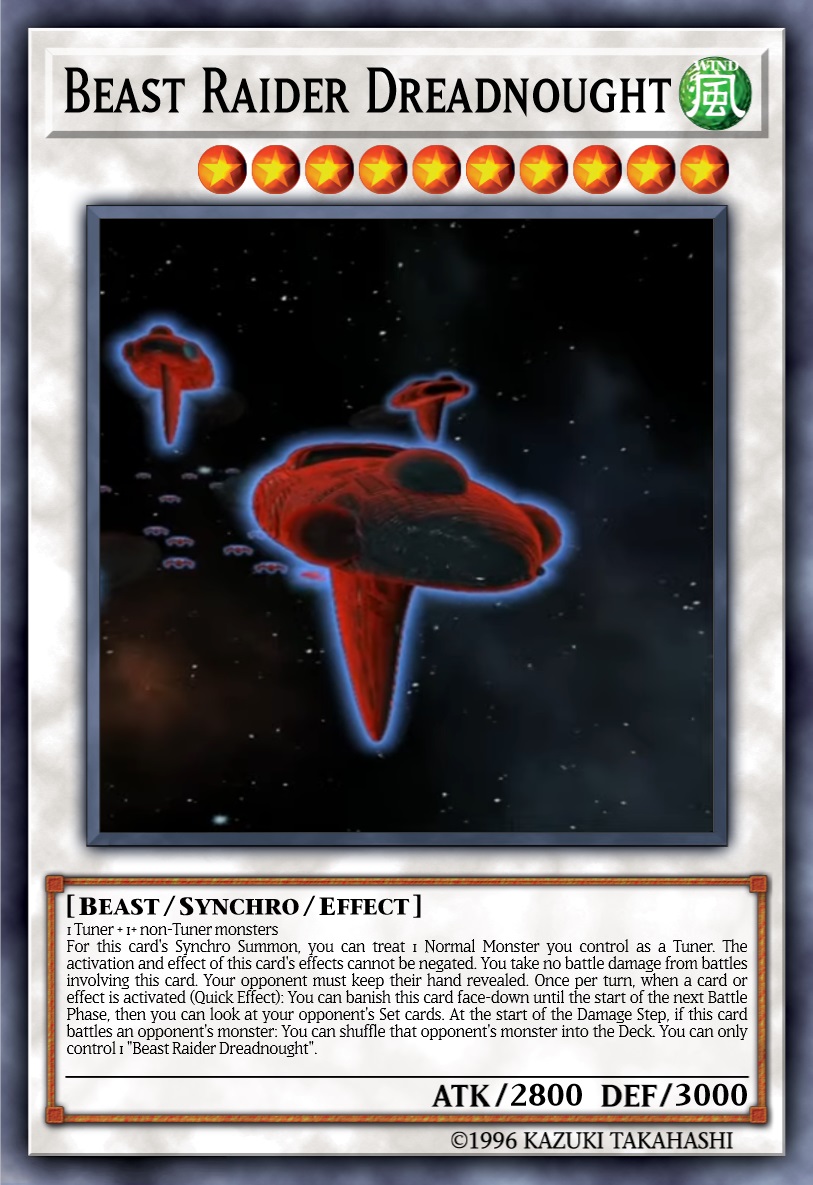 BEAST RAIDER DREADNOUGHT
WIND
風
[ BEAST / SYNCHRO / EFFECT ]
1 Tuner + 1+ non-Tuner monsters
For this card's Synchro Summon, you can treat 1 Normal Monster you control as a Tuner. The
activation and effect of this card's effects cannot be negated. You take no battle damage from battles
involving this card. Your opponent must keep their hand revealed. Once per turn, when a card or
effect is activated (Quick Effect): You can banish this card face-down until the start of the next Battle
Phase, then you can look at your opponent's Set cards. At the start of the Damage Step, if this card
battles an opponent's monster: You can shuffle that opponent's monster into the Deck. You can only
control 1 "Beast Raider Dreadnought".
ATK/2800 DEF/3000
©1996 KAZUKI TAKAHASHI